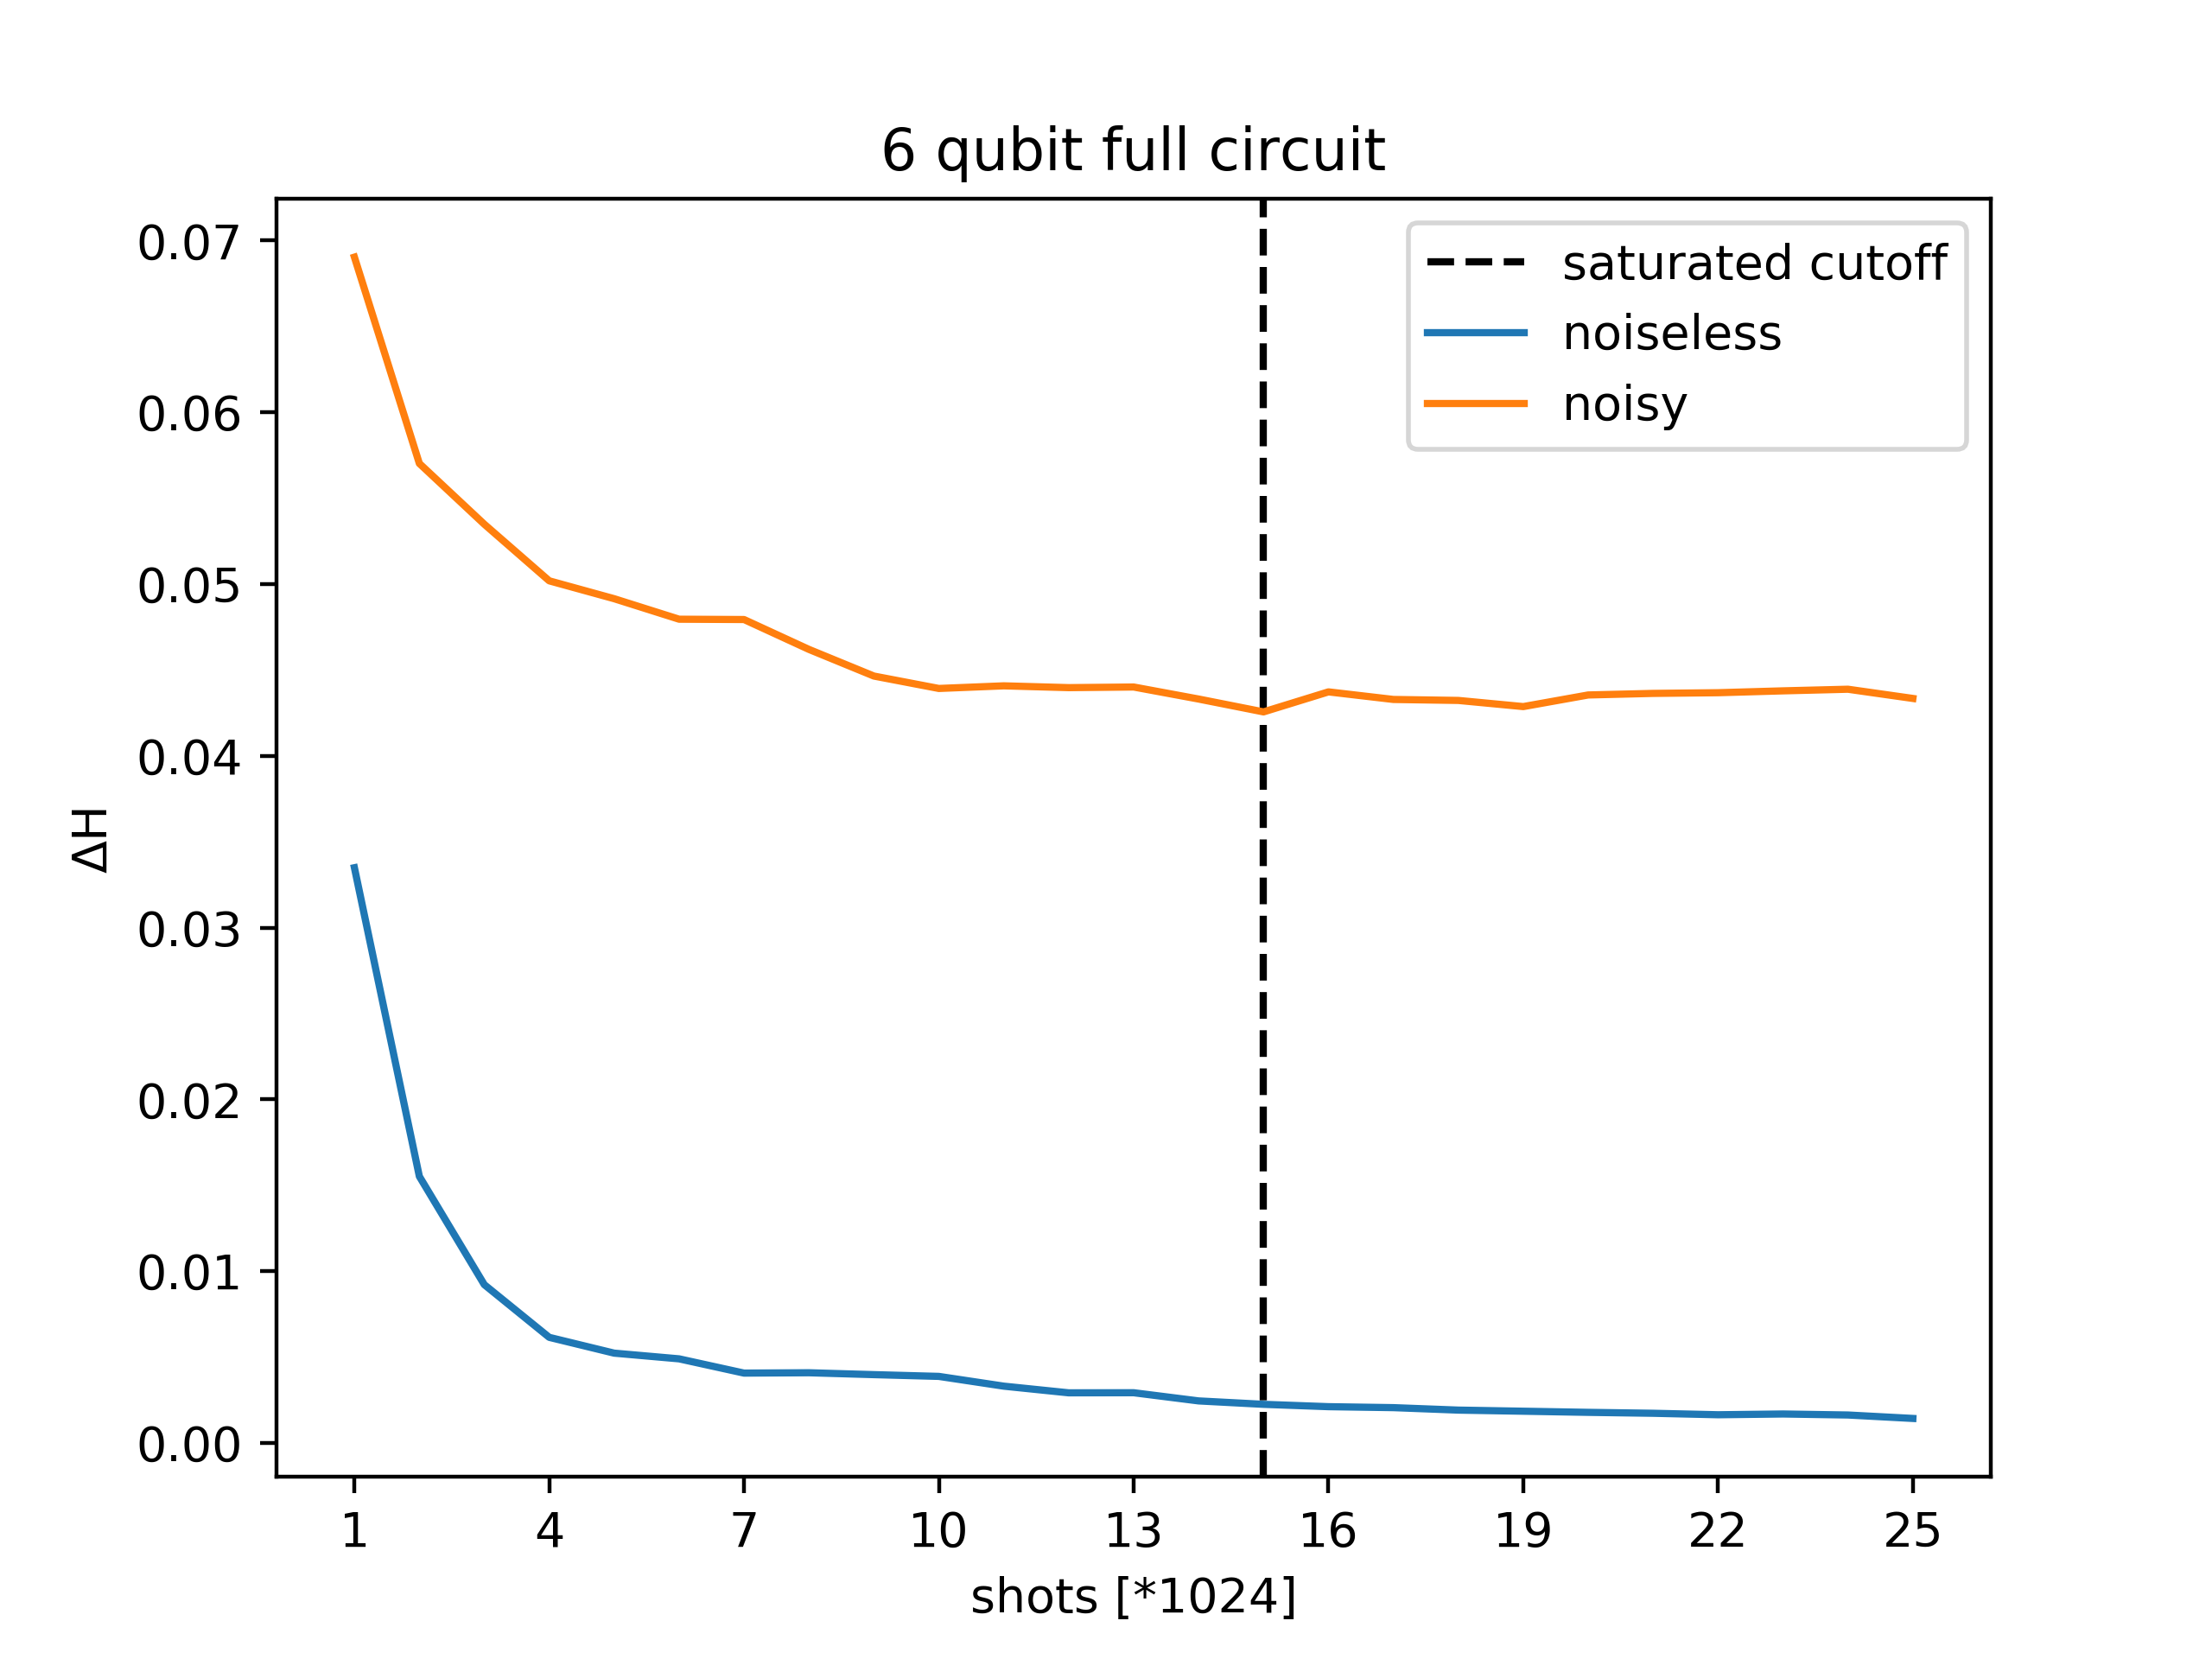 6 qubit full circuit
saturated cutoff
noiseless
noisy
0.07
0.06
0.05
0.04
0.03
0.02
0.01
0.00
ΔH
1 4 7 10 13 16 19 22 25
shots [*1024]